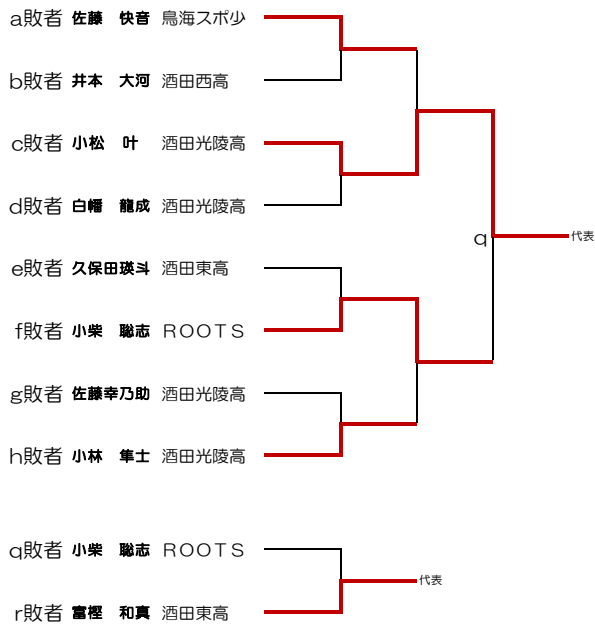 a敗者 佐藤　快音 鳥海スポ少
b敗者 井本　大河 酒田西高
c敗者 小松　叶 酒田光陵高
d敗者 白幡　龍成 酒田光陵高
q 代表
e敗者 久保田瑛斗 酒田東高
f敗者 小柴　聡志 ＲＯＯＴＳ
g敗者 佐藤幸乃助 酒田光陵高
h敗者 小林　隼士 酒田光陵高
q敗者 小柴　聡志 ＲＯＯＴＳ
代表
r敗者 富樫　和真 酒田東高